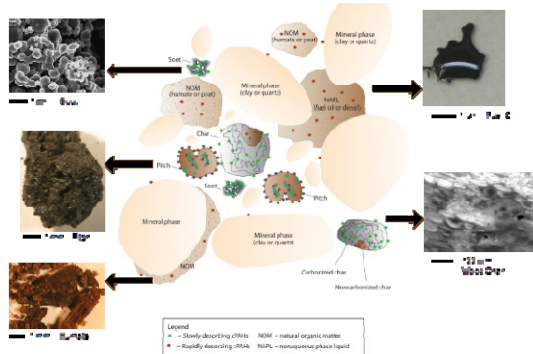 NOM
(humate or peat)
Mineral phase
(clay or quartz)
Soot
Mineral phase
(clay or quartz)
NOM
(humate or peat)
NAPL
(fuel oil or diesel)
Char
Pitch
Soot
Pitch
Mineral phase
Mineral phase
(clay or quartz)
NOM
Carbonized char
Noncarbonized char
Legend
– Slowly desorbing cPAHs NOM – natural organic matter
– Rapidly desorbing cPAHs NAPL – nonaqueous phase liquid